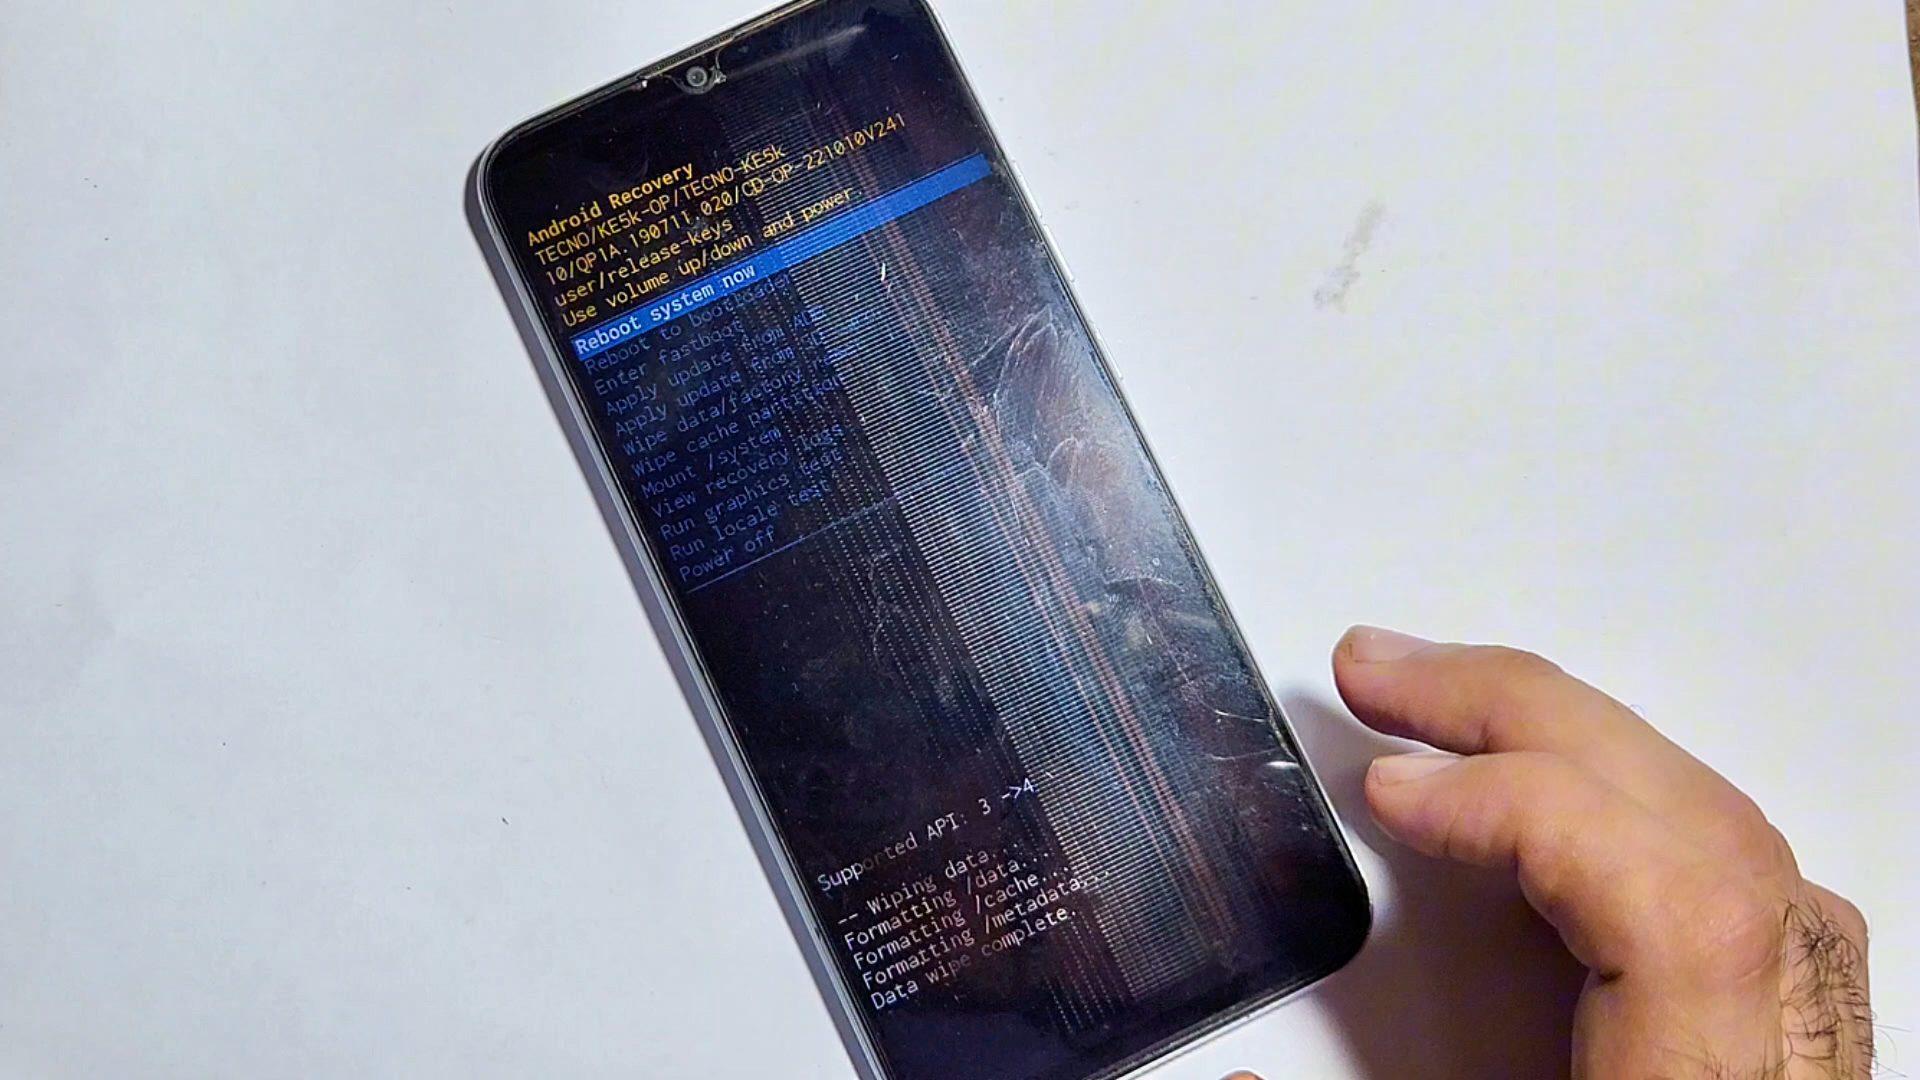 Android Recovery
TECNO/KE5k-OP/TECNO-KE5k
10/QP1A.190711.020/CD-OP-221010V241
user/release-keys
Use volume up/down and power.
Reboot system now
Reboot to bootloader
Enter fastboot
Apply update from ADB
Apply update from
Wipe data/factory
Wipe cache partition
Mount /system
View recovery logs
Run graphics test
Run locale test
Power off
Supported API: 3 ->4
-- Wiping data...
Formatting /data...
Formatting /cache...
Formatting /metadata...
Data wipe complete.